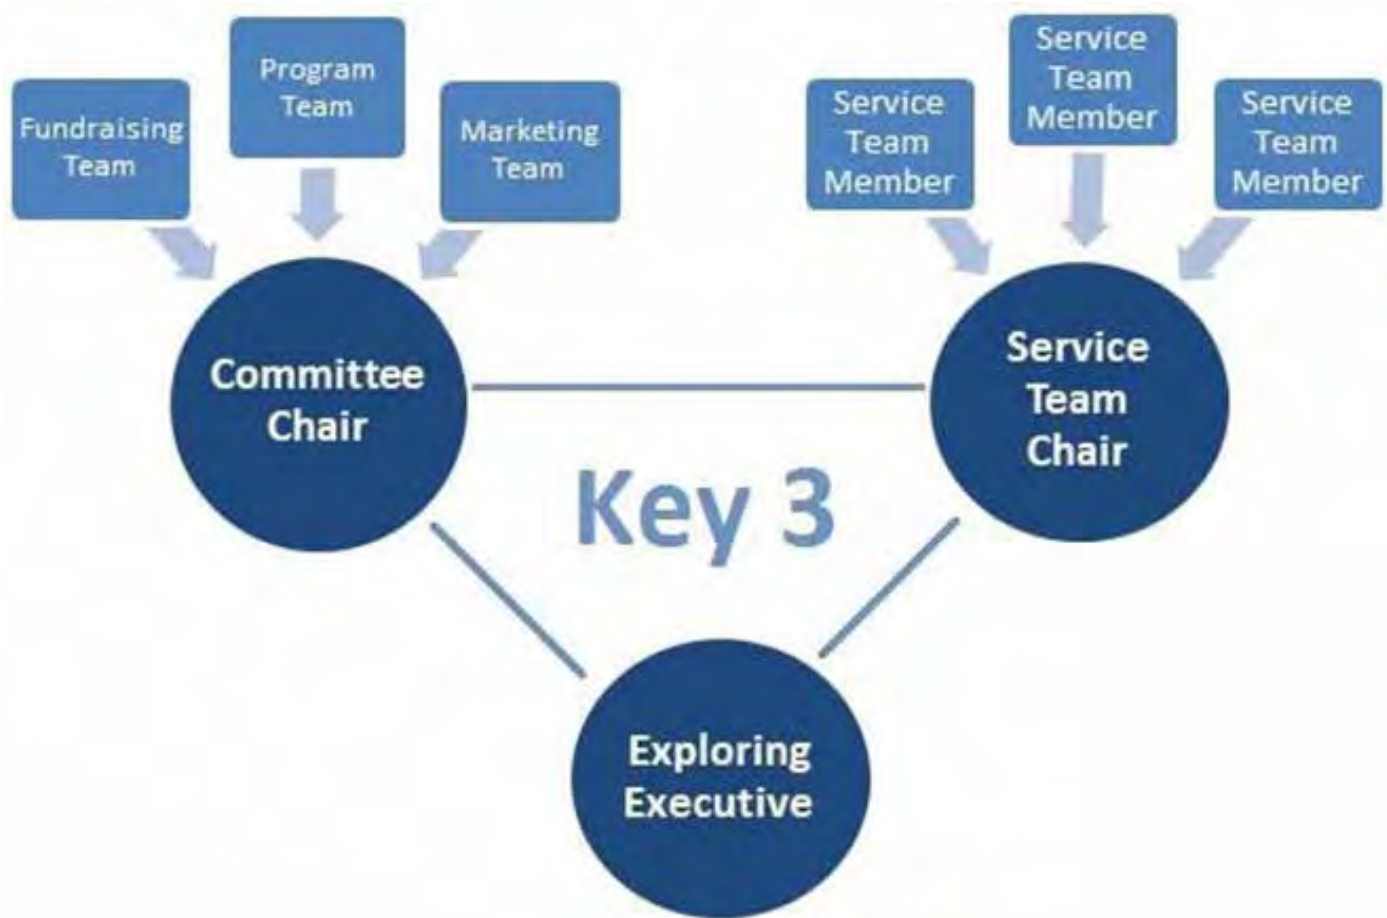 Fundraising
Team
Program
Team
Marketing
Team
Service
Team
Member
Service
Team
Member
Service
Team
Member
Committee
Chair
Service
Team
Chair
Key 3
Exploring
Executive